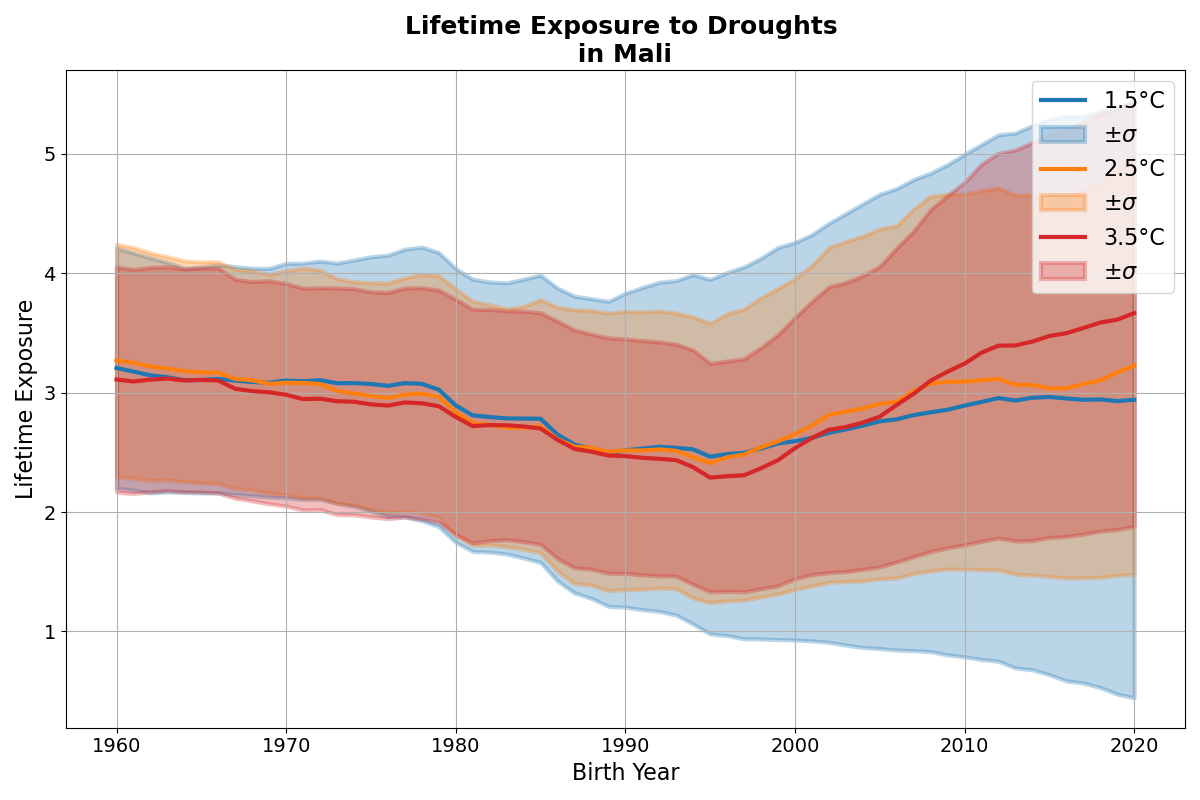 Lifetime Exposure to Droughts
in Mali
1.5°C
±σ
2.5°C
±σ
3.5°C
±σ
Lifetime Exposure
5
4
3
2
1
1960 1970 1980 1990 2000 2010 2020
Birth Year